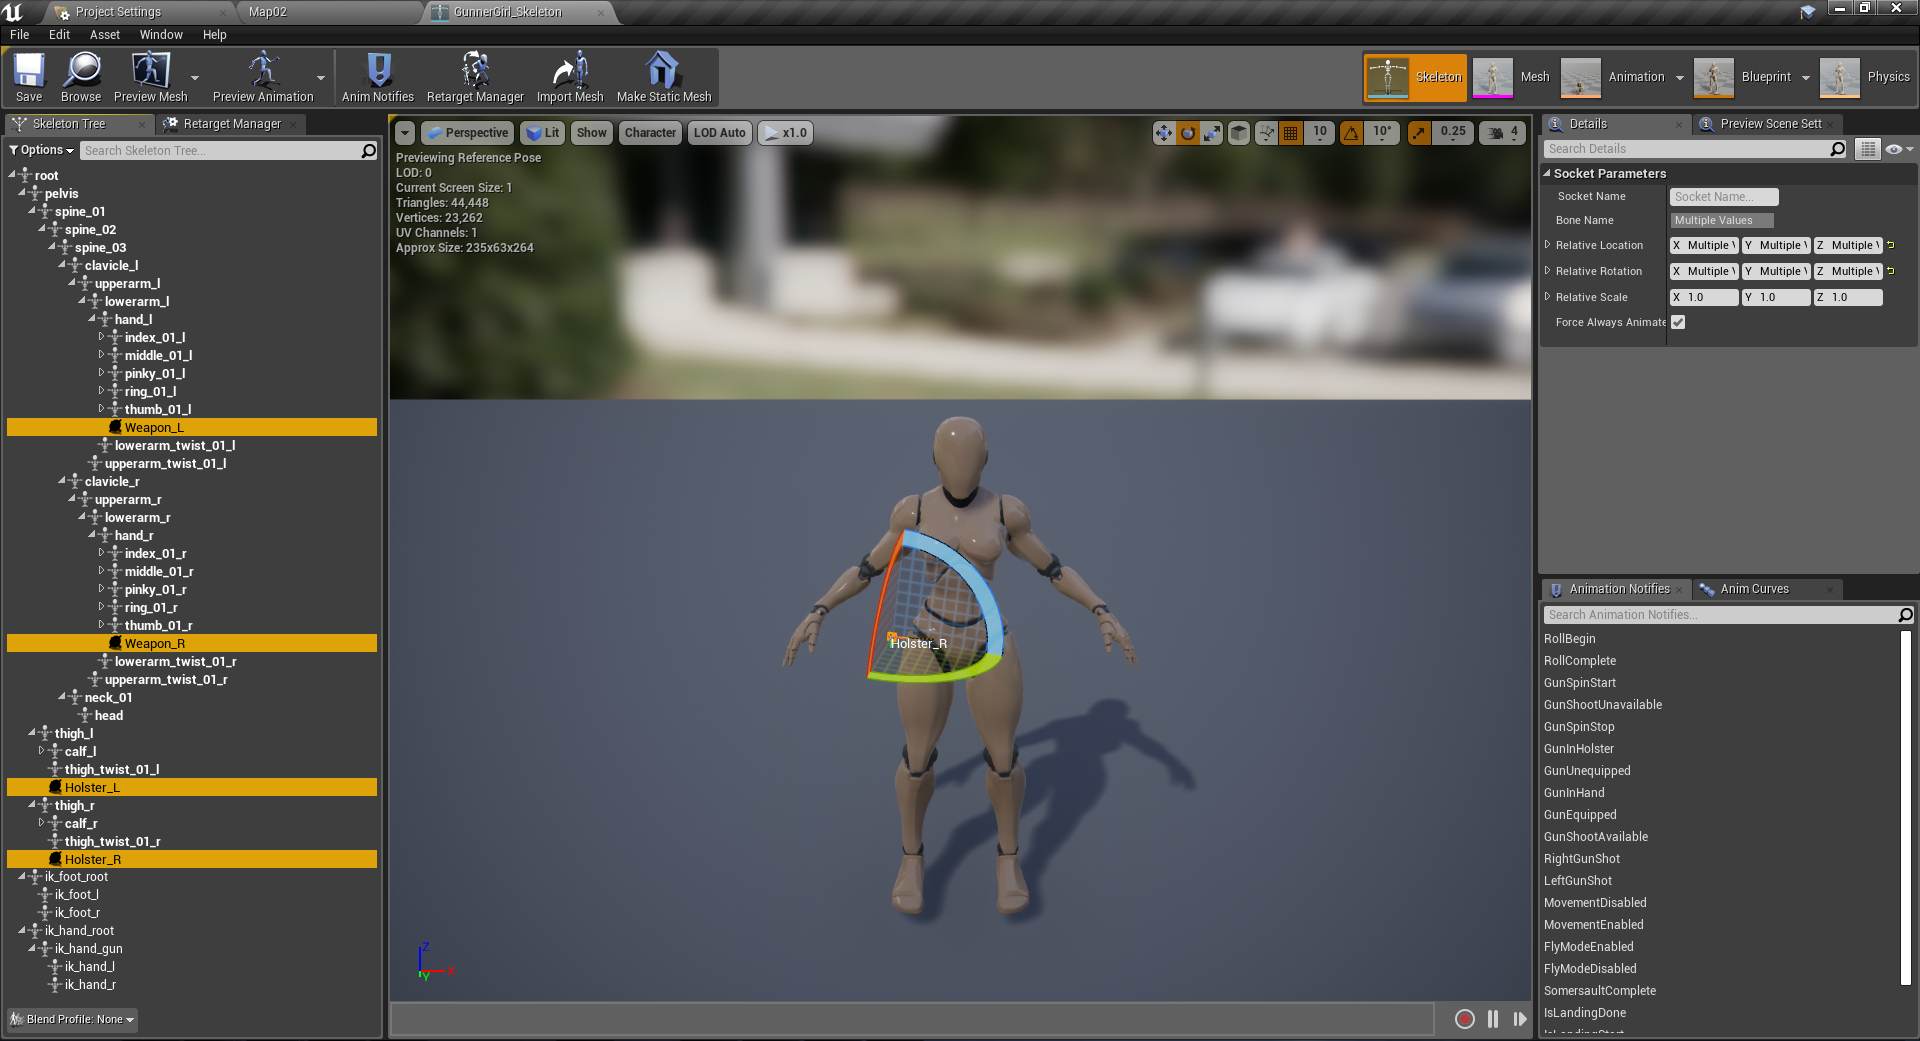 Project Settings
Map02
GunnerGirl_Skeleton
File Edit Asset Window Help
Save
Browse
Preview Mesh
Preview Animation
Anim Notifies
Retarget Manager
Import Mesh
Make Static Mesh
Skeleton
Mesh
Animation
Blueprint
Physics
Skeleton Tree
Retarget Manager
Options
Search Skeleton Tree...
root
pelvis
spine_01
spine_02
spine_03
clavicle_l
upperarm_l
lowerarm_l
hand_l
index_01_l
middle_01_l
pinky_01_l
ring_01_l
thumb_01_l
Weapon_L
lowerarm_twist_01_l
upperarm_twist_01_l
clavicle_r
upperarm_r
lowerarm_r
hand_r
index_01_r
middle_01_r
pinky_01_r
ring_01_r
thumb_01_r
Weapon_R
lowerarm_twist_01_r
upperarm_twist_01_r
neck_01
head
thigh_l
calf_l
thigh_twist_01_l
Holster_L
thigh_r
calf_r
thigh_twist_01_r
Holster_R
ik_foot_root
ik_foot_l
ik_foot_r
ik_hand_root
ik_hand_gun
ik_hand_l
ik_hand_r
Blend Profile: None
Perspective
Lit
Show
Character
LOD Auto
x1.0
10
10°
0.25
4
Previewing Reference Pose
LOD: 0
Current Screen Size: 1
Triangles: 44,448
Vertices: 23,262
UV Channels: 1
Approx Size: 235x63x264
Holster_R
Z
X
Y
Details
Preview Scene Sett
Search Details
Socket Parameters
Socket Name Socket Name...
Bone Name Multiple Values
Relative Location X Multiple V Y Multiple V Z Multiple V
Relative Rotation X Multiple V Y Multiple V Z Multiple V
Relative Scale X 1.0 Y 1.0 Z 1.0
Force Always Animate
Animation Notifies
Anim Curves
Search Animation Notifies...
RollBegin
RollComplete
GunSpinStart
GunShootUnavailable
GunSpinStop
GunInHolster
GunUnequipped
GunInHand
GunEquipped
GunShootAvailable
RightGunShot
LeftGunShot
MovementDisabled
MovementEnabled
FlyModeEnabled
FlyModeDisabled
SomersaultComplete
IsLandingDone
IsLandingStart